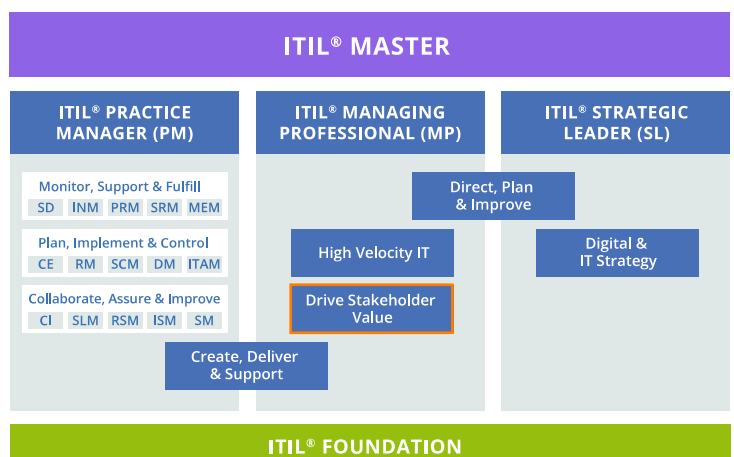 ITIL® MASTER
ITIL® PRACTICE
MANAGER (PM)
ITIL® MANAGING
PROFESSIONAL (MP)
ITIL® STRATEGIC
LEADER (SL)
Monitor, Support & Fulfill
SD INM PRM SRM MEM
Plan, Implement & Control
CE RM SCM DM ITAM
Collaborate, Assure & Improve
CI SLM RSM ISM SM
Direct, Plan
& Improve
High Velocity IT
Digital &
IT Strategy
Drive Stakeholder
Value
Create, Deliver
& Support
ITIL® FOUNDATION